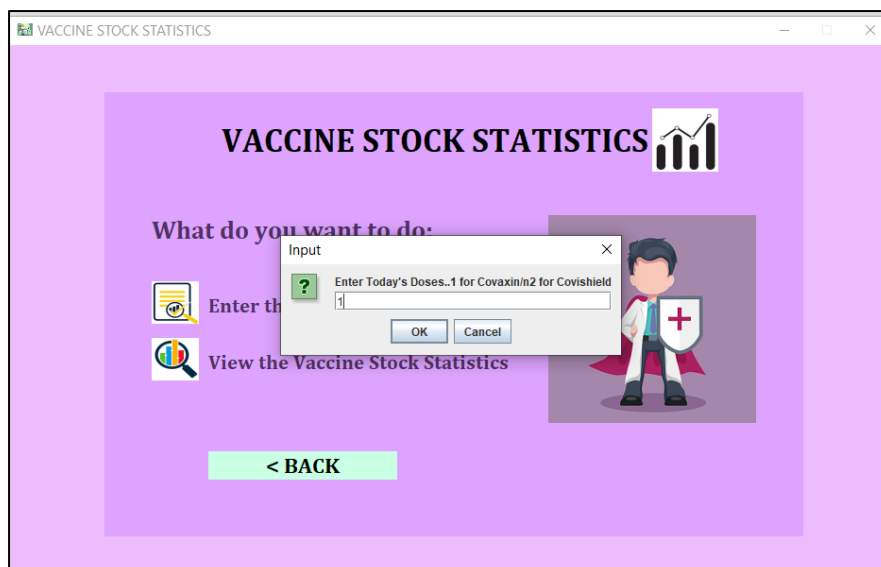 VACCINE STOCK STATISTICS
VACCINE STOCK STATISTICS
What do you want to do:
Input
Enter Today's Doses..1 for Covaxin/n2 for Covishield
1
OK Cancel
Enter th
View the Vaccine Stock Statistics
< BACK